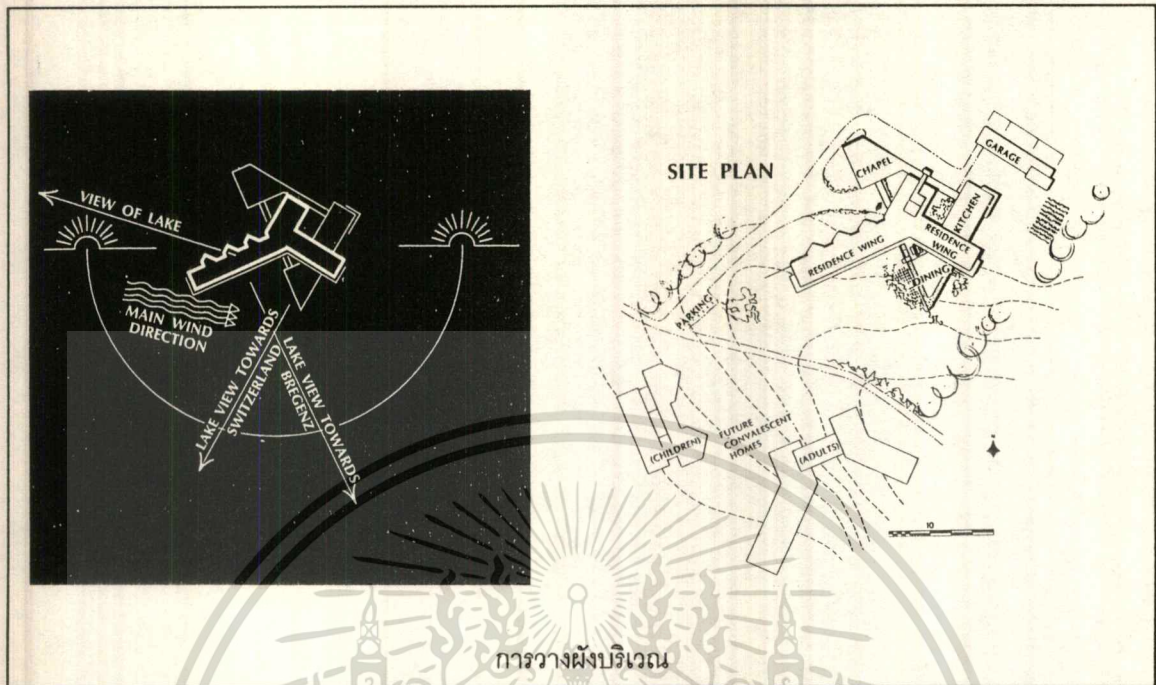 VIEW OF LAKE
MAIN WIND
DIRECTION
LAKE VIEW TOWARDS
SWITZERLAND
LAKE VIEW TOWARDS
BREGENZ
SITE PLAN
CHAPEL
GARAGE
KITCHEN
RESIDENCE
WING
RESIDENCE WING
DINING
PARKING
(CHILDREN)
FUTURE
CONVALESCENT
HOMES
(ADULTS)
10
การวางผังบริเวณ